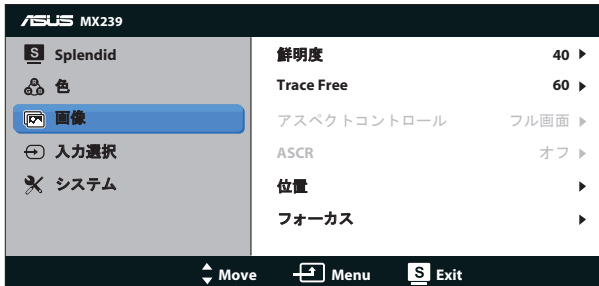 ASUS MX239
S Splendid
色
画像
入力選択
システム
鮮明度 40
Trace Free 60
アスペクトコントロール フル画面
ASCR オフ
位置
フォーカス
Move Menu S Exit